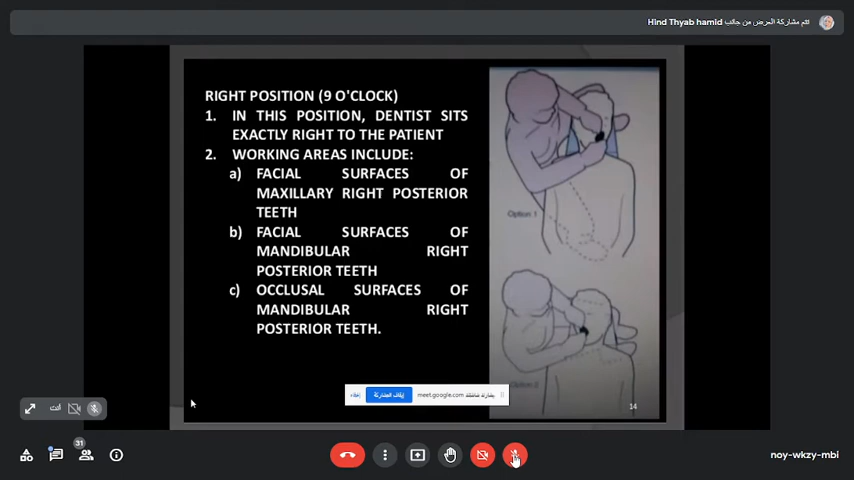 تتم مشاركة العرض من جانب Hind Thyab hamid
RIGHT POSITION (9 O'CLOCK)
1. IN THIS POSITION, DENTIST SITS
EXACTLY RIGHT TO THE PATIENT
2. WORKING AREAS INCLUDE:
a) FACIAL SURFACES OF
MAXILLARY RIGHT POSTERIOR
TEETH
b) FACIAL SURFACES OF
MANDIBULAR RIGHT
POSTERIOR TEETH
c) OCCLUSAL SURFACES OF
MANDIBULAR RIGHT
POSTERIOR TEETH.
Option 1
Option 2
meet.google.com
إيقاف المشاركة
إخفاء
14
أنت
31
noy-wkzy-mbi